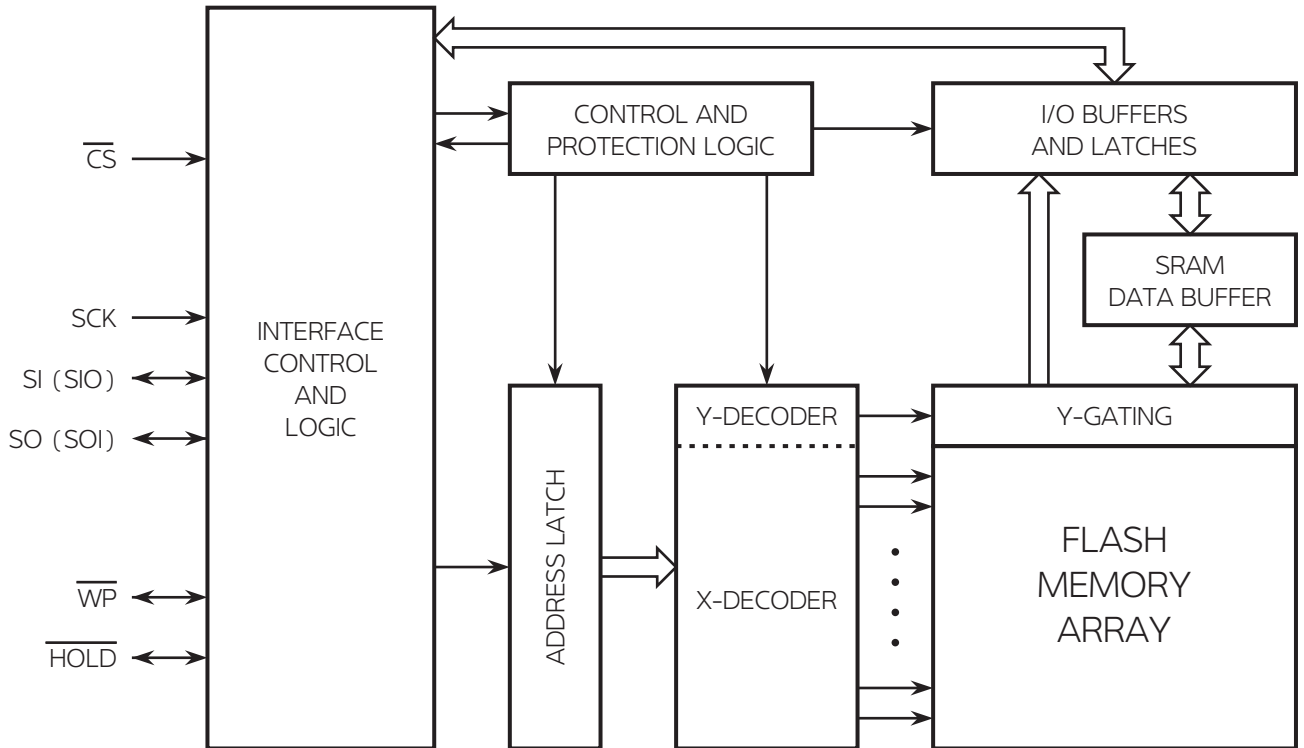 CONTROL AND
PROTECTION LOGIC
I/O BUFFERS
AND LATCHES
CS
SRAM
DATA BUFFER
SCK
SI (SIO)
SO (SOI)
INTERFACE
CONTROL
AND
LOGIC
Y-DECODER
Y-GATING
ADDRESS LATCH
X-DECODER
FLASH
MEMORY
ARRAY
WP
HOLD